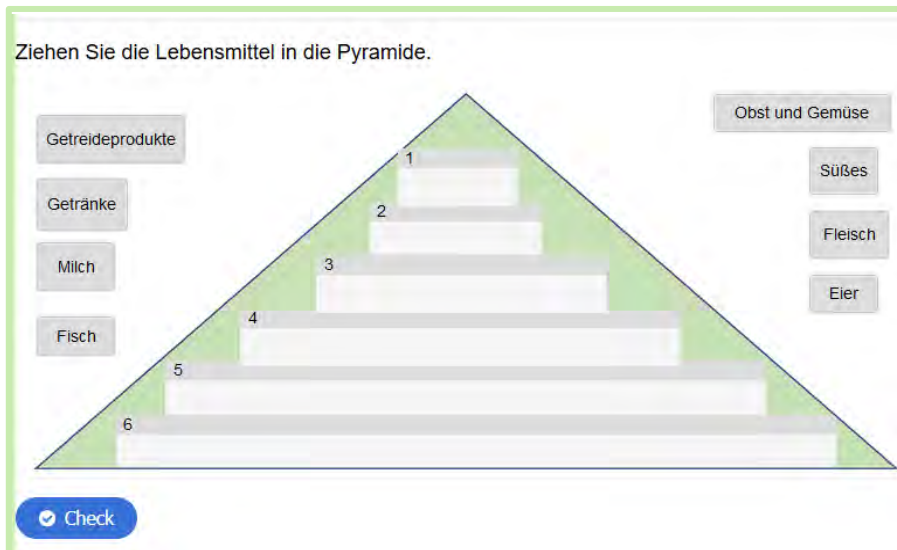 Ziehen Sie die Lebensmittel in die Pyramide.
Getreideprodukte
Getränke
Milch
Fisch
1
2
3
4
5
6
Obst und Gemüse
Süßes
Fleisch
Eier
Check